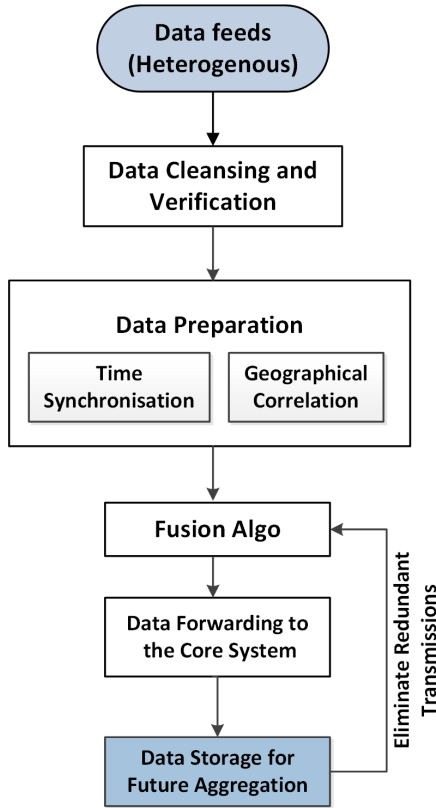 Data feeds
(Heterogenous)
Data Cleansing and
Verification
Data Preparation
Time
Synchronisation
Geographical
Correlation
Fusion Algo
Data Forwarding to
the Core System
Eliminate Redundant
Transmissions
Data Storage for
Future Aggregation